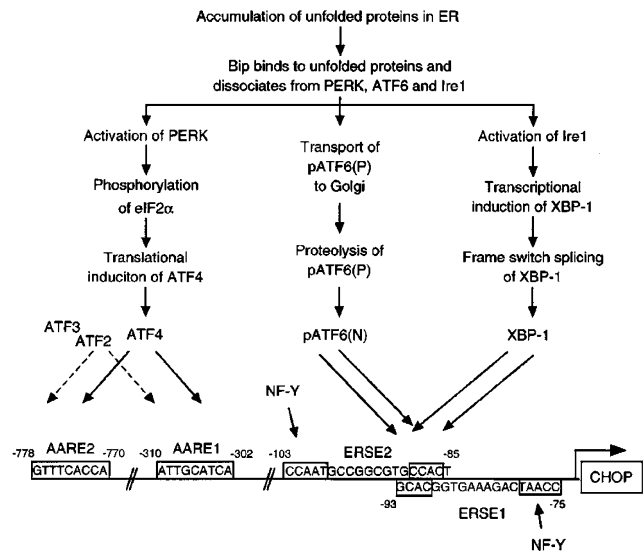 Accumulation of unfolded proteins in ER
Bip binds to unfolded proteins and
dissociates from PERK, ATF6 and Ire1
Activation of PERK
Phosphorylation
of eIF2α
Translational
induciton of ATF4
ATF3
ATF2
ATF4
Transport of
pATF6(P)
to Golgi
Proteolysis of
pATF6(P)
pATF6(N)
Activation of Ire1
Transcriptional
induction of XBP-1
Frame switch splicing
of XBP-1
XBP-1
NF-Y
-778
AARE2
-770
GTTTCACCA
-310
AARE1
-302
ATTGCATCA
-103
ERSE2
-85
CCAATGCCGGCGTGCCACT
GCACGGTGAAAGACTAACC
-93
ERSE1
-75
NF-Y
CHOP